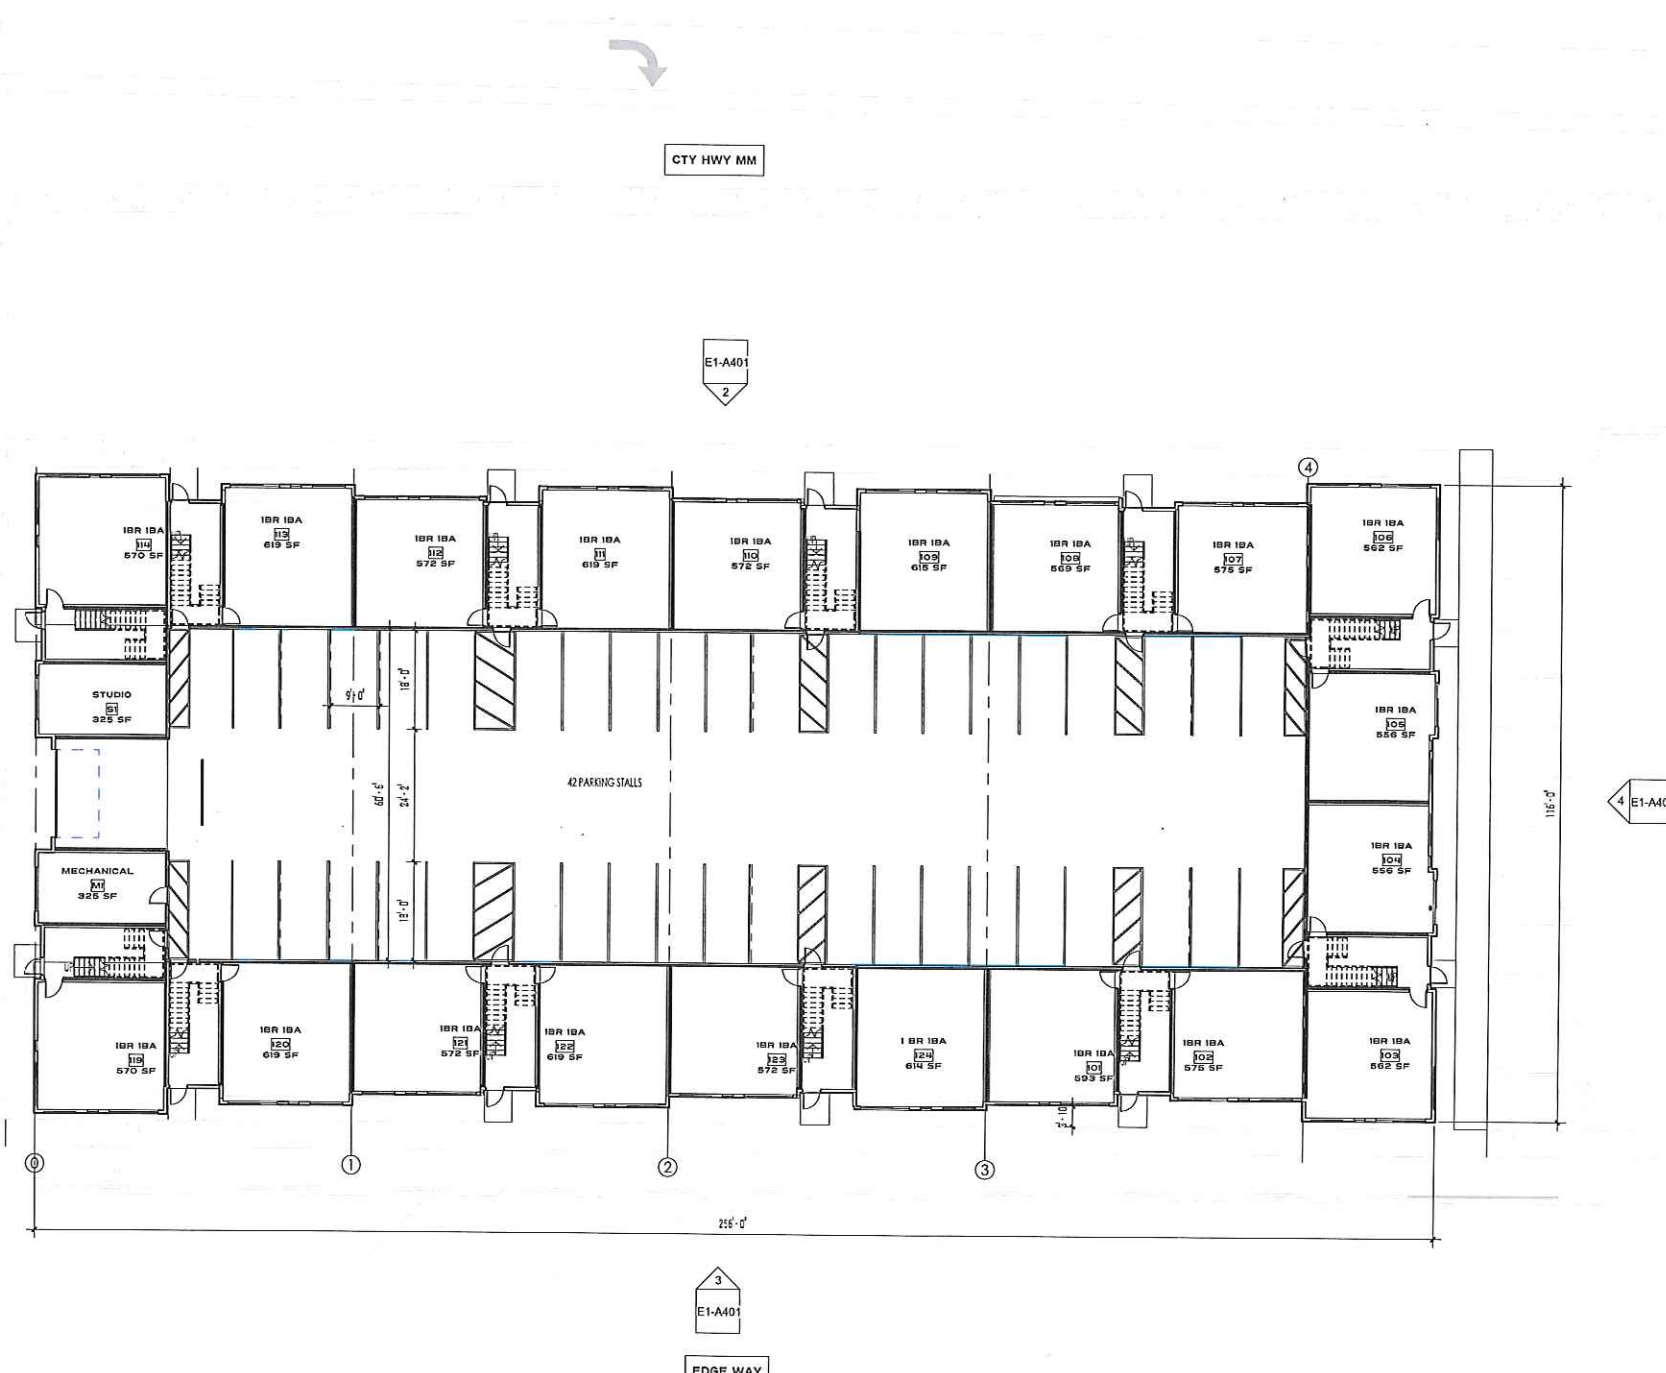 CTY HWY MM
E1-A401
2
4
1BR 1BA
114
570 SF
1BR 1BA
113
619 SF
1BR 1BA
112
572 SF
1BR 1BA
111
619 SF
1BR 1BA
110
572 SF
1BR 1BA
109
615 SF
1BR 1BA
108
569 SF
1BR 1BA
107
575 SF
1BR 1BA
106
562 SF
STUDIO
S1
325 SF
9'-0"
18'-0"
1BR 1BA
105
556 SF
60'-6"
24'-2"
42 PARKING STALLS
116'-0"
4
E1-A40
1BR 1BA
104
556 SF
MECHANICAL
M1
325 SF
18'-0"
1BR 1BA
119
570 SF
1BR 1BA
120
619 SF
1BR 1BA
121
572 SF
1BR 1BA
122
619 SF
1BR 1BA
123
572 SF
1 BR 1BA
124
614 SF
1BR 1BA
101
593 SF
1BR 1BA
102
575 SF
1BR 1BA
103
562 SF
0
1
2
3
256'-0"
3
E1-A401
EDGE WAY